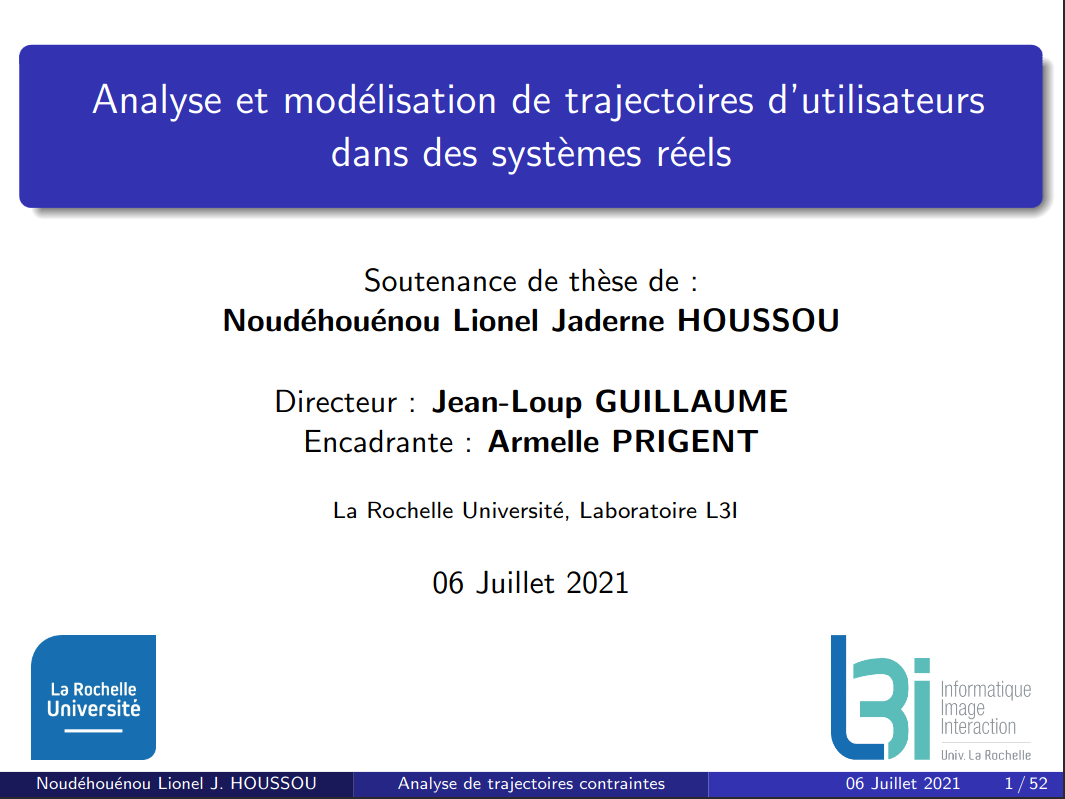 Analyse et modélisation de trajectoires d'utilisateurs
dans des systèmes réels
Soutenance de thèse de :
Noudéhouénou Lionel Jaderne HOUSSOU
Directeur : Jean-Loup GUILLAUME
Encadrante : Armelle PRIGENT
La Rochelle Université, Laboratoire L3I
06 Juillet 2021
La Rochelle
Université
L3i
Informatique
Image
Interaction
Univ. La Rochelle
Noudéhouénou Lionel J. HOUSSOU
Analyse de trajectoires contraintes
06 Juillet 2021
1 / 52